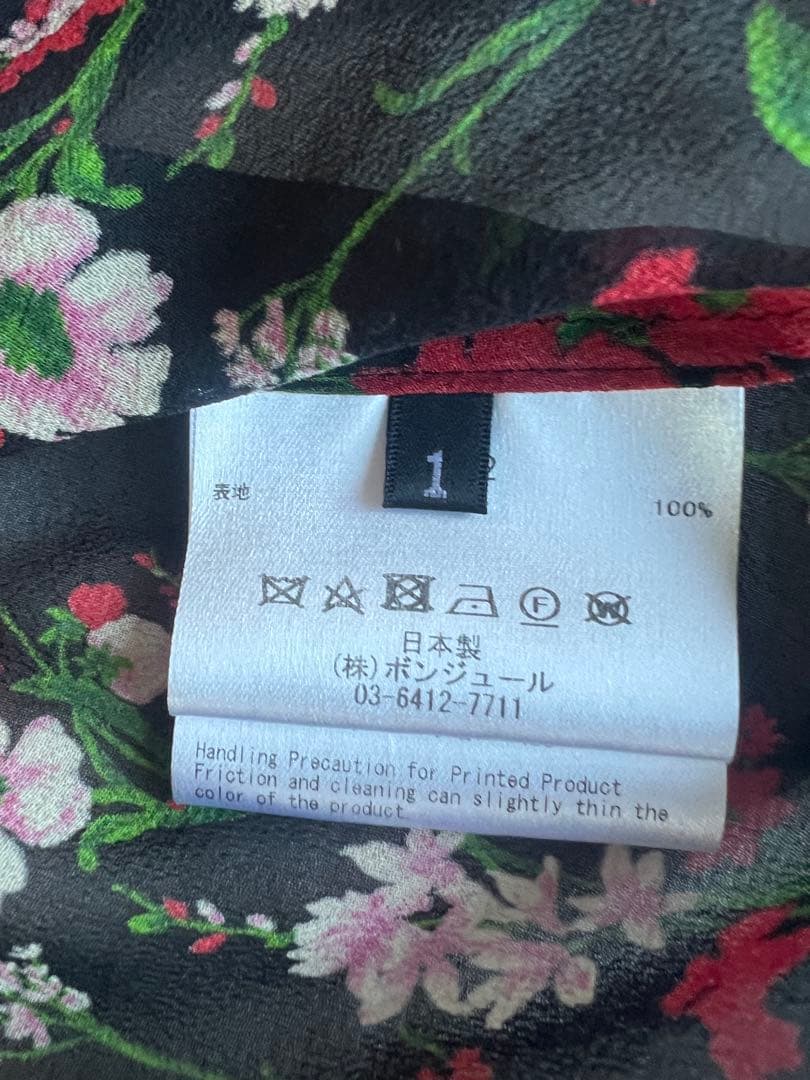 1
2
表地
100%
F
W
日本製
(株)ボンジュール
03-6412-7711
Handling Precaution for Printed Product
Friction and cleaning can slightly thin the
color of the product